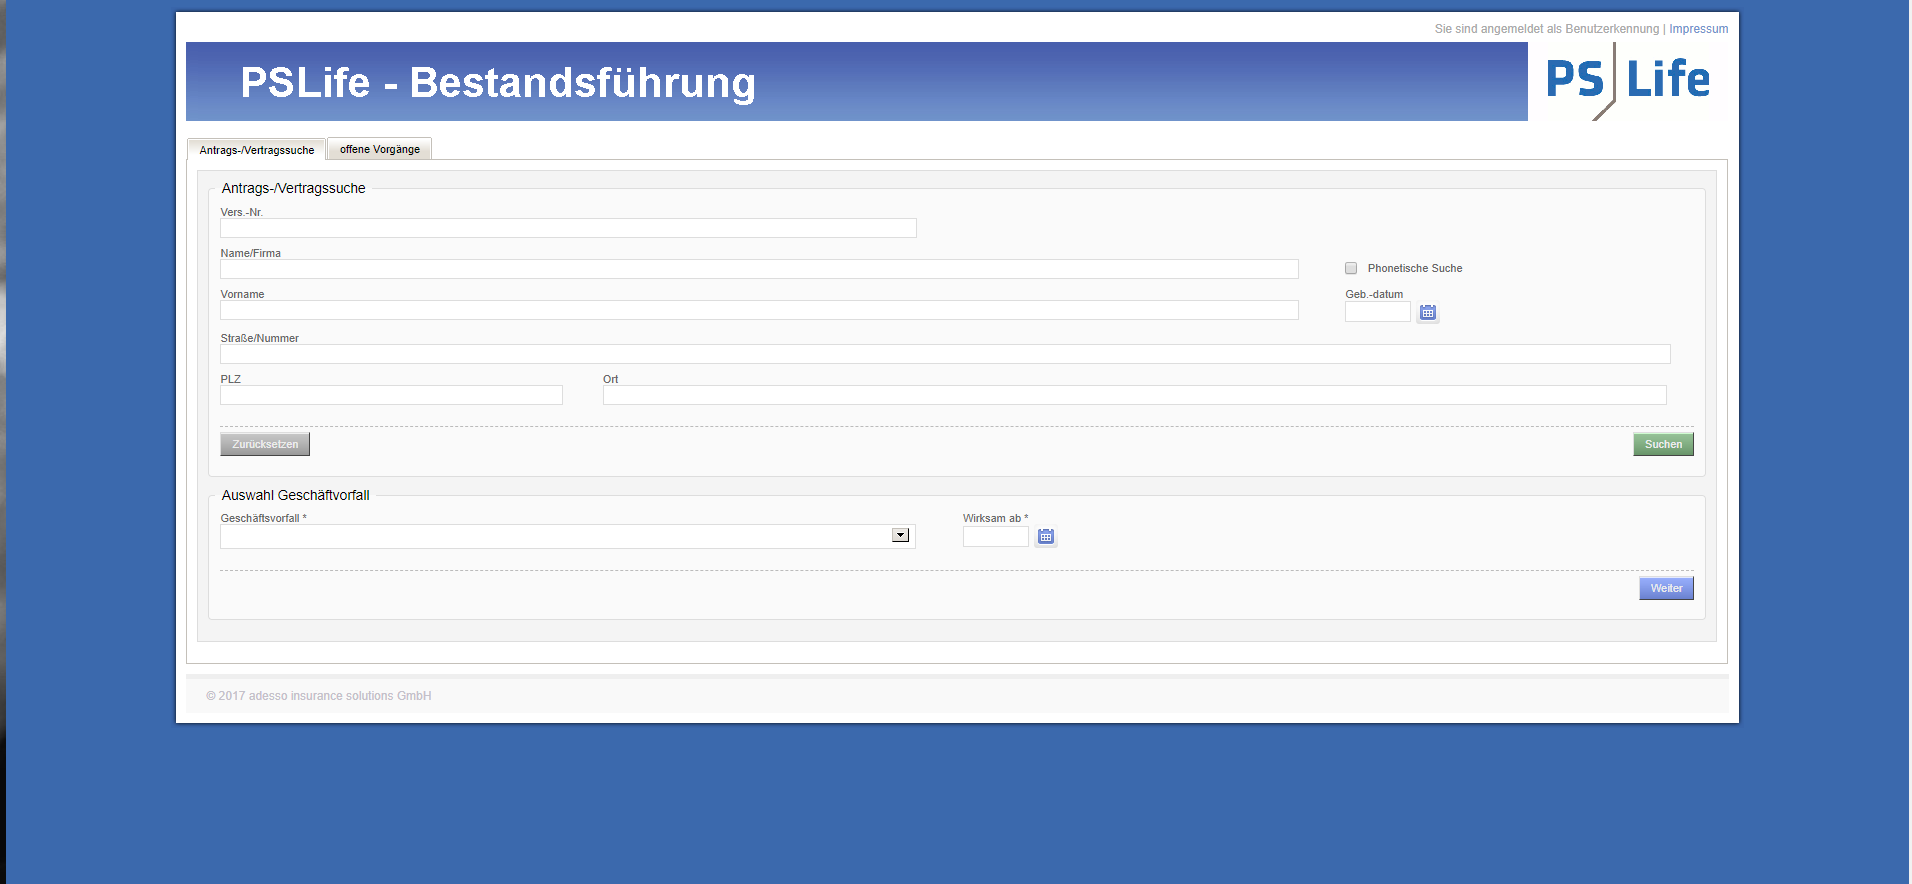 Sie sind angemeldet als Benutzerkennung | Impressum
PSLife - Bestandsführung
PS Life
Antrags-/Vertragssuche
offene Vorgänge
Antrags-/Vertragssuche
Vers.-Nr.
Name/Firma
Phonetische Suche
Vorname
Geb.-datum
Straße/Nummer
PLZ
Ort
Zurücksetzen
Suchen
Auswahl Geschäftvorfall
Geschäftsvorfall *
Wirksam ab *
Weiter
© 2017 adesso insurance solutions GmbH